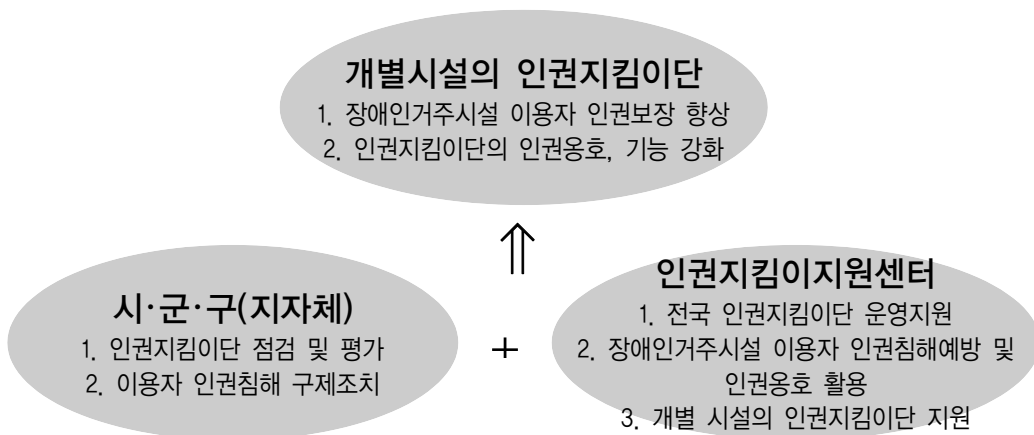 개별시설의 인권지킴이단
1. 장애인거주시설 이용자 인권보장 향상
2. 인권지킴이단의 인권옹호, 기능 강화
⇑
시·군·구(지자체)
1. 인권지킴이단 점검 및 평가
2. 이용자 인권침해 구제조치
+
인권지킴이지원센터
1. 전국 인권지킴이단 운영지원
2. 장애인거주시설 이용자 인권침해예방 및
인권옹호 활용
3. 개별 시설의 인권지킴이단 지원